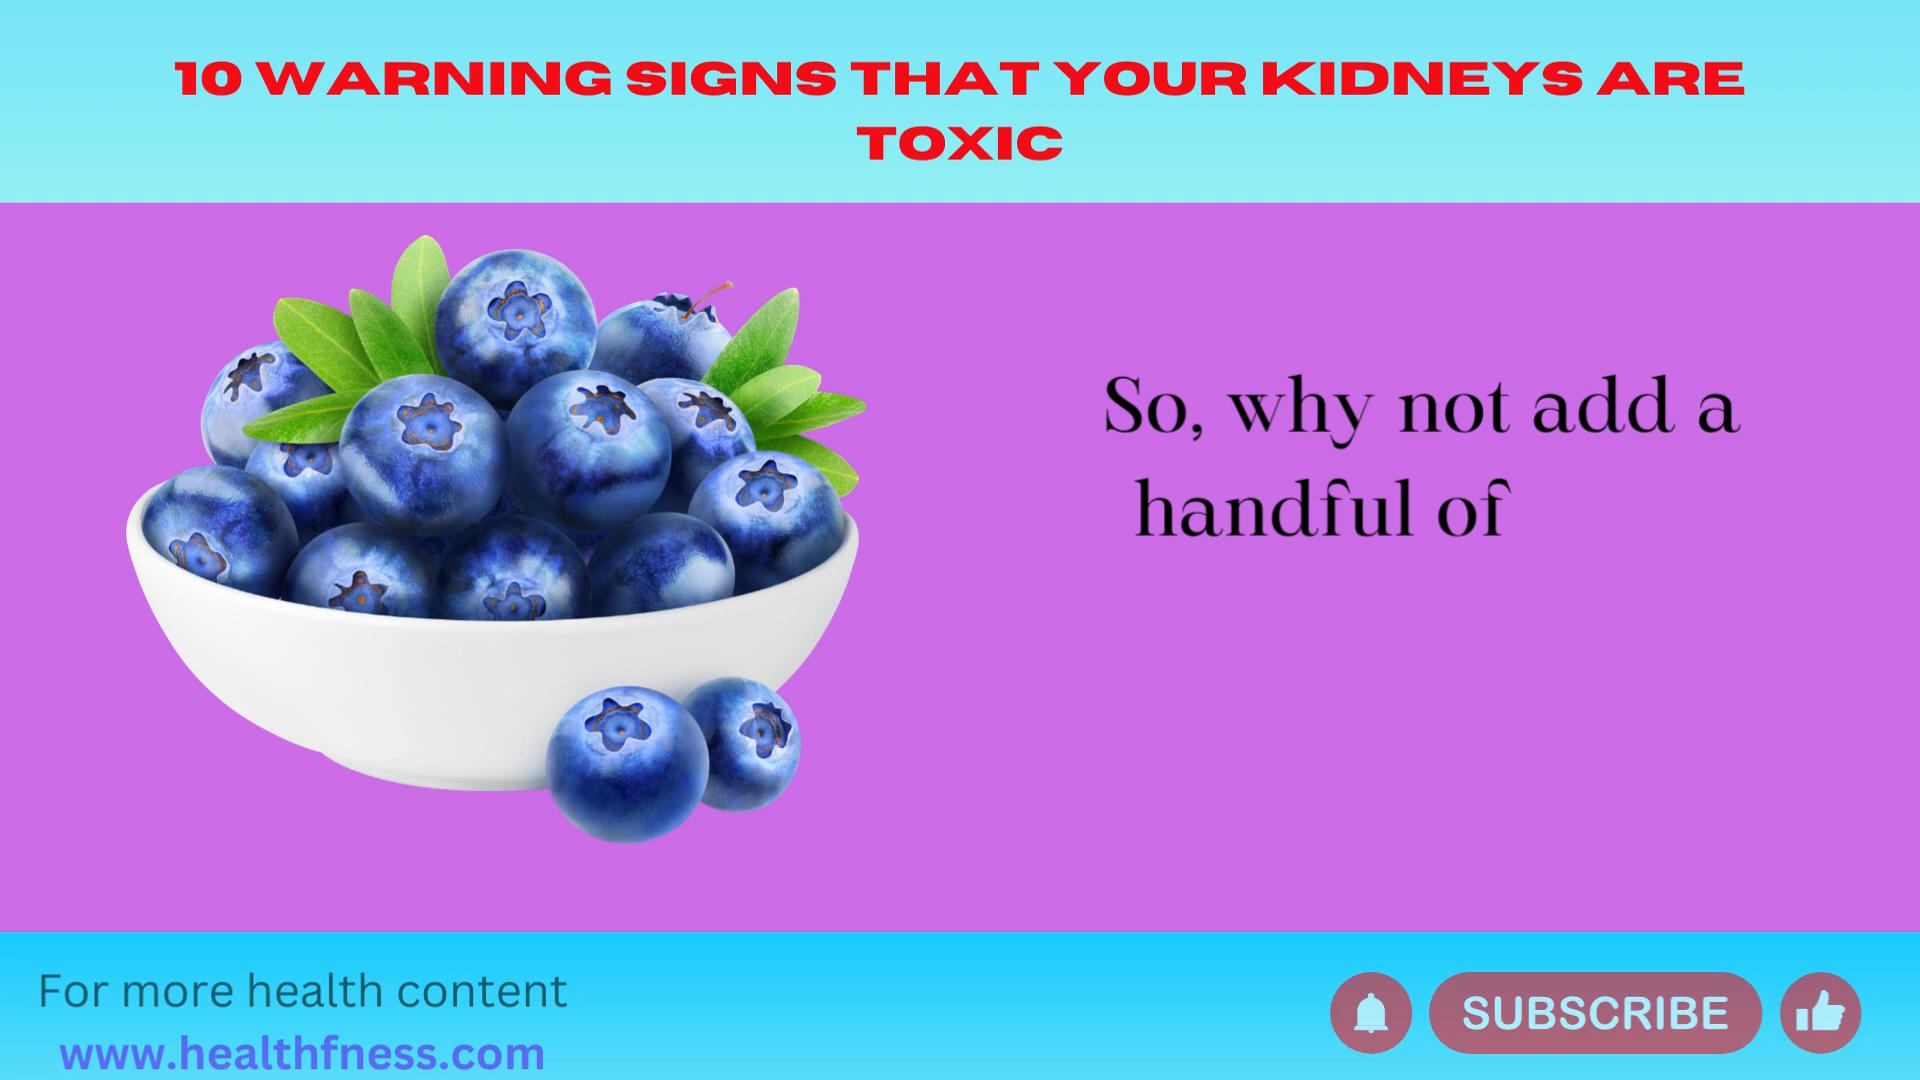 10 WARNING SIGNS THAT YOUR KIDNEYS ARE
TOXIC
So, why not add a
handful of
For more health content
www.healthfness.com
SUBSCRIBE